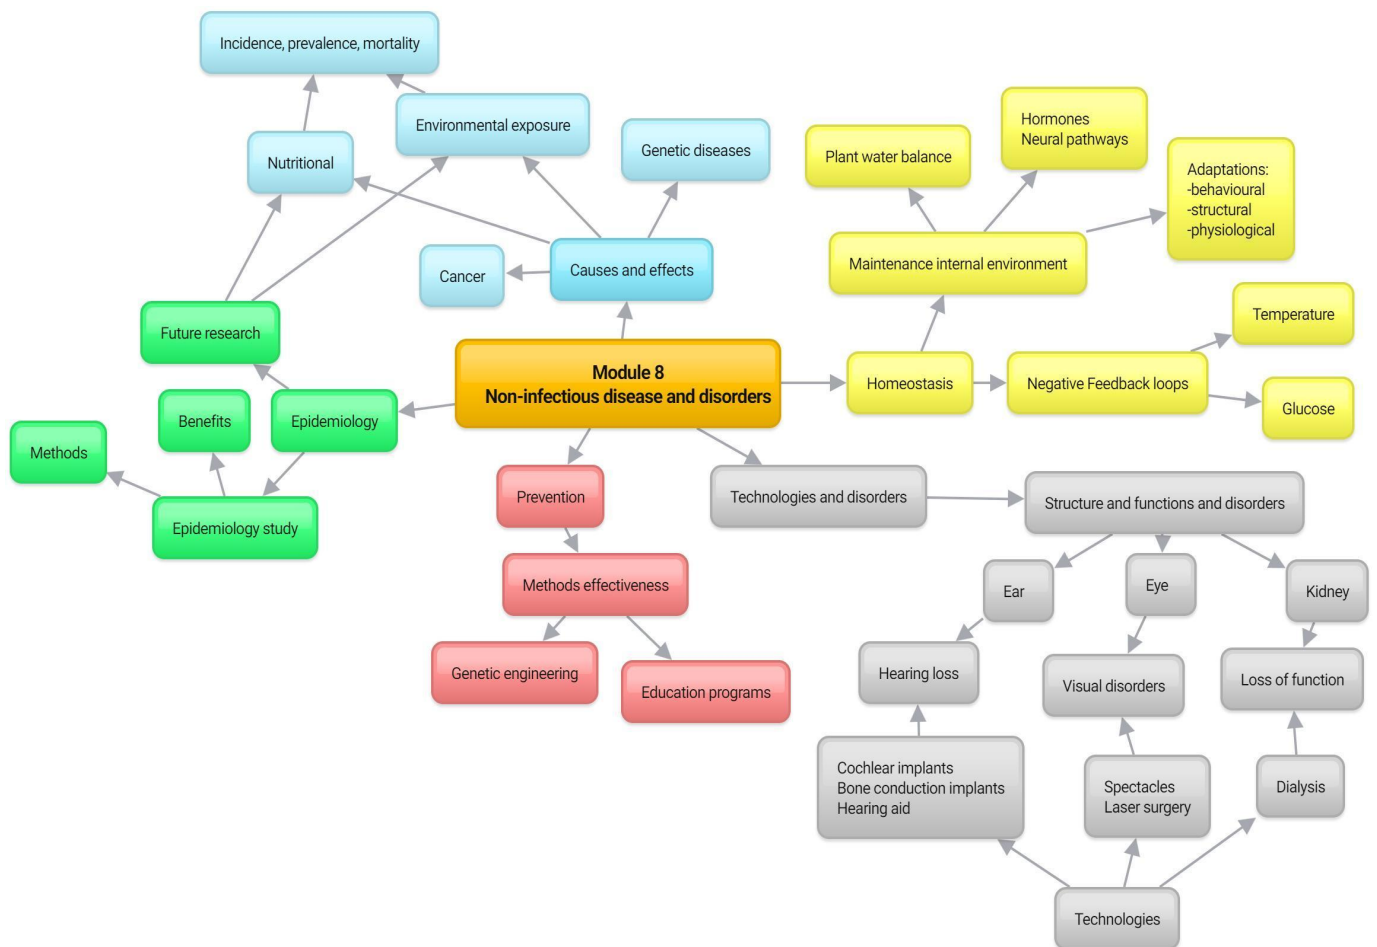 Incidence, prevalence, mortality
Environmental exposure
Nutritional
Genetic diseases
Cancer
Causes and effects
Plant water balance
Hormones
Neural pathways
Adaptations:
-behavioural
-structural
-physiological
Maintenance internal environment
Homeostasis
Negative Feedback loops
Temperature
Glucose
Module 8
Non-infectious disease and disorders
Future research
Benefits
Epidemiology
Methods
Epidemiology study
Prevention
Methods effectiveness
Genetic engineering
Education programs
Technologies and disorders
Structure and functions and disorders
Ear
Eye
Kidney
Hearing loss
Visual disorders
Loss of function
Cochlear implants
Bone conduction implants
Hearing aid
Spectacles
Laser surgery
Dialysis
Technologies